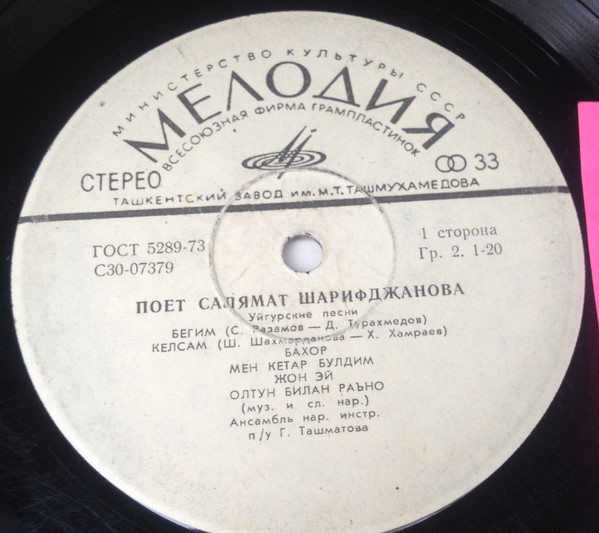 МИНИСТЕРСТВО КУЛЬТУРЫ СССР
МЕЛОДИЯ
ВСЕСОЮЗНАЯ ФИРМА ГРАМПЛАСТИНОК
СТЕРЕО
33
ТАШКЕНТСКИЙ ЗАВОД ИМ. М. Т. ТАШМУХАМЕДОВА
ГОСТ 5289-73
С30-07379
1 сторона
Гр. 2. 1-20
ПОЕТ САЛЯМАТ ШАРИФДЖАНОВА
Уйгурские песни
БЕГИМ (С. Разамов — Д. Турахмедов)
КЕЛСАМ (Ш. Шахмарданова — Х. Хамраев)
БАХОР
МЕН КЕТАР БУЛДИМ
ЖОН ЭЙ
ОЛТУН БИЛАН РАЪНО
(муз. и сл. нар.)
Ансамбль нар. инстр.
п/у Г. Ташматова